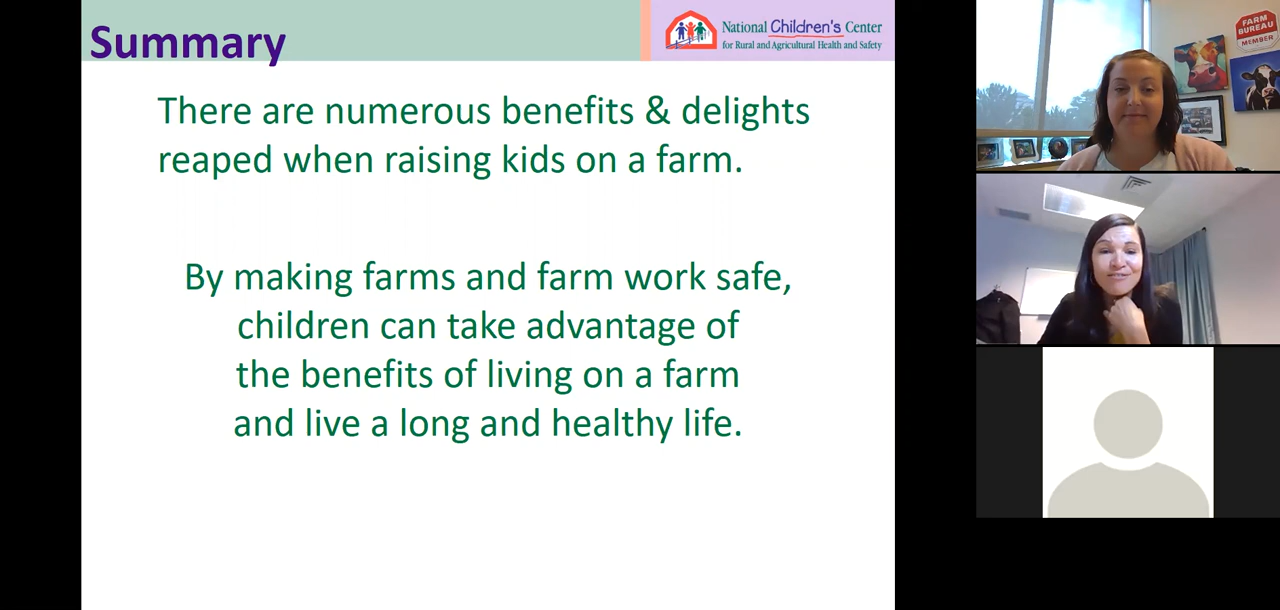 Summary
National Children's Center
for Rural and Agricultural Health and Safety
There are numerous benefits & delights
reaped when raising kids on a farm.
By making farms and farm work safe,
children can take advantage of
the benefits of living on a farm
and live a long and healthy life.
FARM
BUREAU
MEMBER